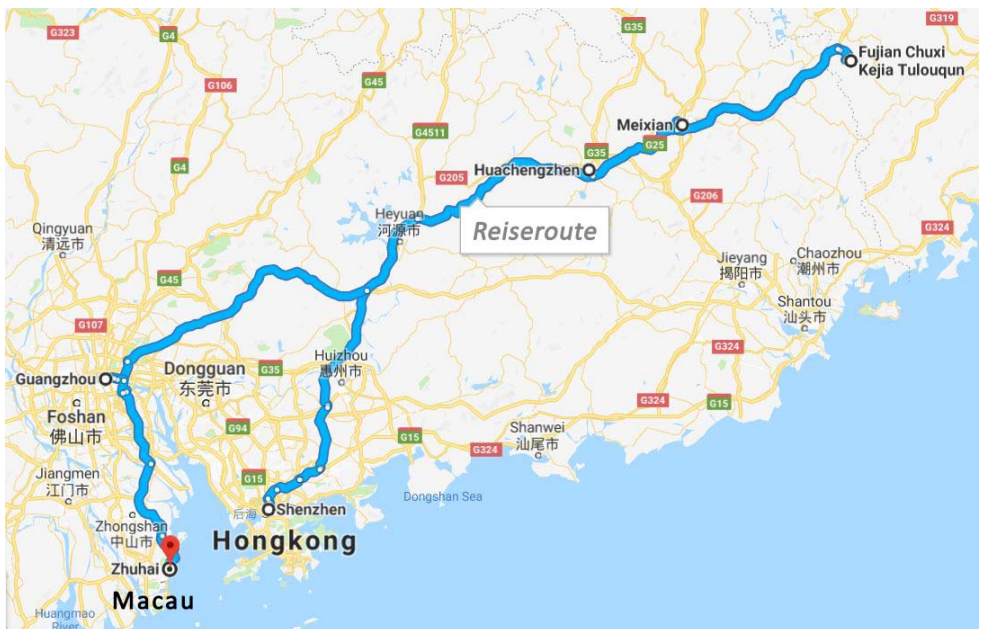 G323
G4
G35
G319
Fujian Chuxi
Kejia Tulouqun
G106
G45
G4511
Meixian
G4
G35
G25
Huachengzhen
G205
G206
Heyuan
河源市
Reiseroute
Qingyuan
清远市
G324
Jieyang
揭阳市
Chaozhou
潮州市
G45
Shantou
汕头市
G107
G324
Huizhou
惠州市
Dongguan
东莞市
G35
Guangzhou
Foshan
佛山市
G324
G15
G94
G15
Shanwei
汕尾市
G324
Jiangmen
江门市
G15
Dongshan Sea
后海
Shenzhen
Zhongshan
中山市
Hongkong
Zhuhai
Macau
Huangmao
River